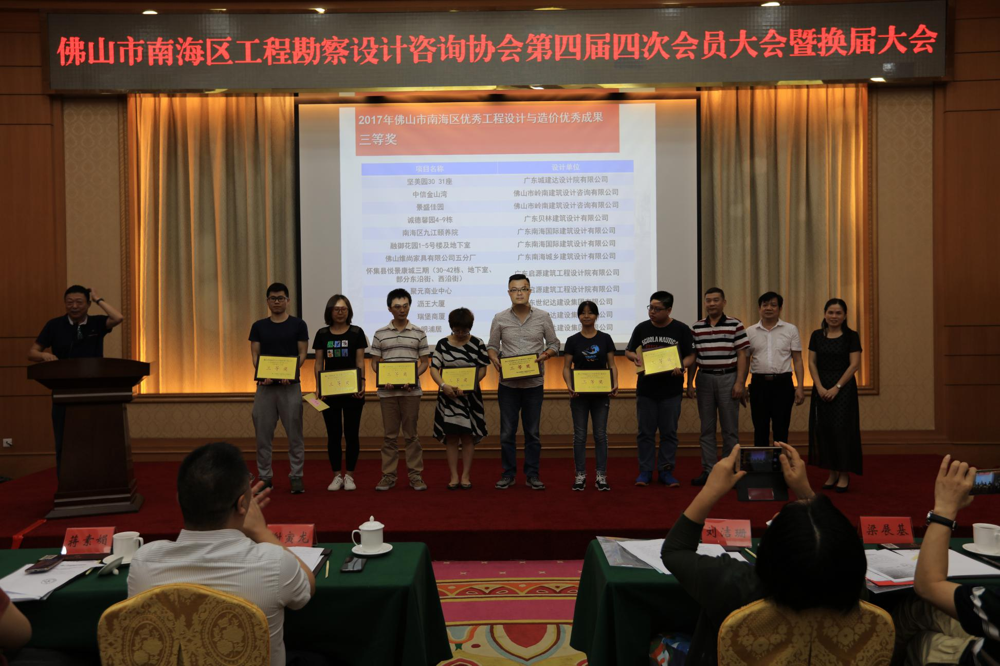 佛山市南海区工程勘察设计咨询协会第四届四次会员大会暨换届大会
2017年佛山市南海区优秀工程设计与造价优秀成果
三等奖
项目名称 设计单位
坚美园30 31座 广东城建达设计院有限公司
中信金山湾 佛山市岭南建筑设计咨询有限公司
景盛佳园 佛山市岭南建筑设计咨询有限公司
诚德馨园4-9栋 广东贝林建筑设计有限公司
南海区九江颐养院 广东南海国际建筑设计有限公司
融御花园1-5号楼及地下室 广东南海国际建筑设计有限公司
佛山维尚家具有限公司五分厂 广东南海城乡建筑设计有限公司
怀集县悦景康城三期（30-42栋、地下室、
部分东沿街、西沿街） 广东启源建筑工程设计院有限公司
聚元商业中心 启源建筑工程设计院有限公司
沥王大厦 东世纪达建设集团有限公司
瑞堡商厦 达建设集团有限公司
明浦居 达建设集团有限公司
三等奖
三等奖
三等奖
三等奖
三等奖
三等奖
三等奖
SCUOLA NAUTICA
蒋素媚
寅龙
刘洁珊
梁展基